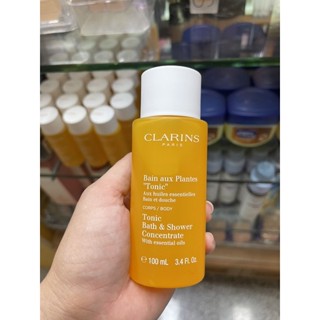 CLARINS
PARIS
Bain aux Plantes
"Tonic"
Aux huiles essentielles
Bain et douche
CORPS / BODY
Tonic
Bath & Shower
Concentrate
With essential oils
e 100 mL 3.4 Fl. Oz.